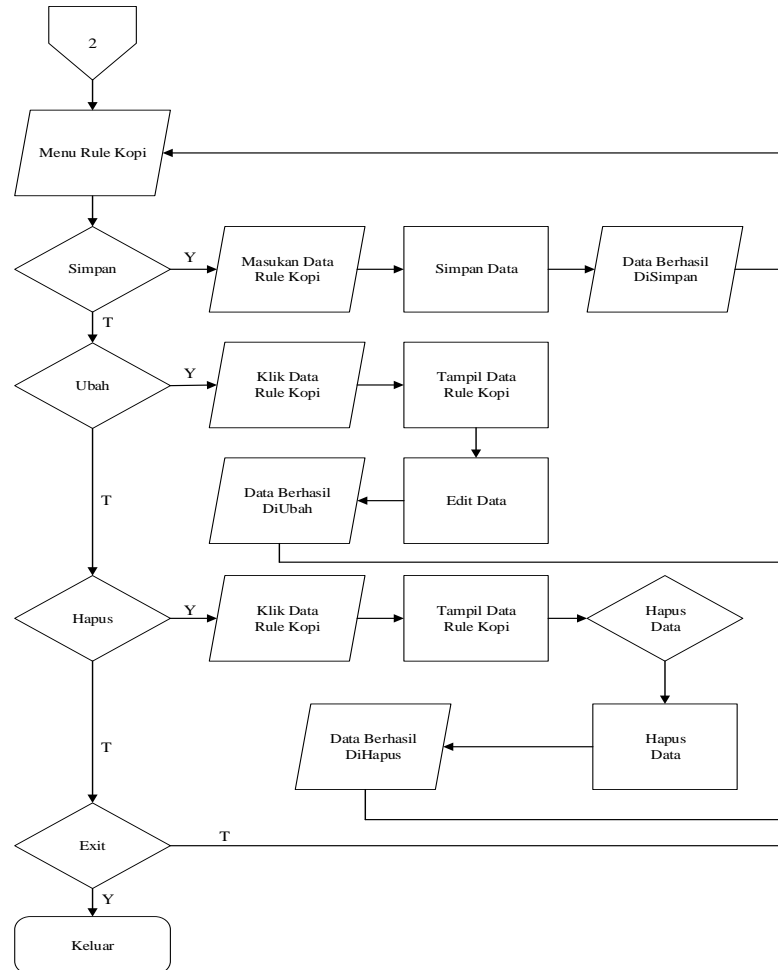 2
Menu Rule Kopi
Simpan
Y
Masukan Data
Rule Kopi
Simpan Data
Data Berhasil
DiSimpan
T
Ubah
Y
Klik Data
Rule Kopi
Tampil Data
Rule Kopi
T
Data Berhasil
DiUbah
Edit Data
Hapus
Y
Klik Data
Rule Kopi
Tampil Data
Rule Kopi
Hapus
Data
T
Data Berhasil
DiHapus
Hapus
Data
Exit
T
Y
Keluar